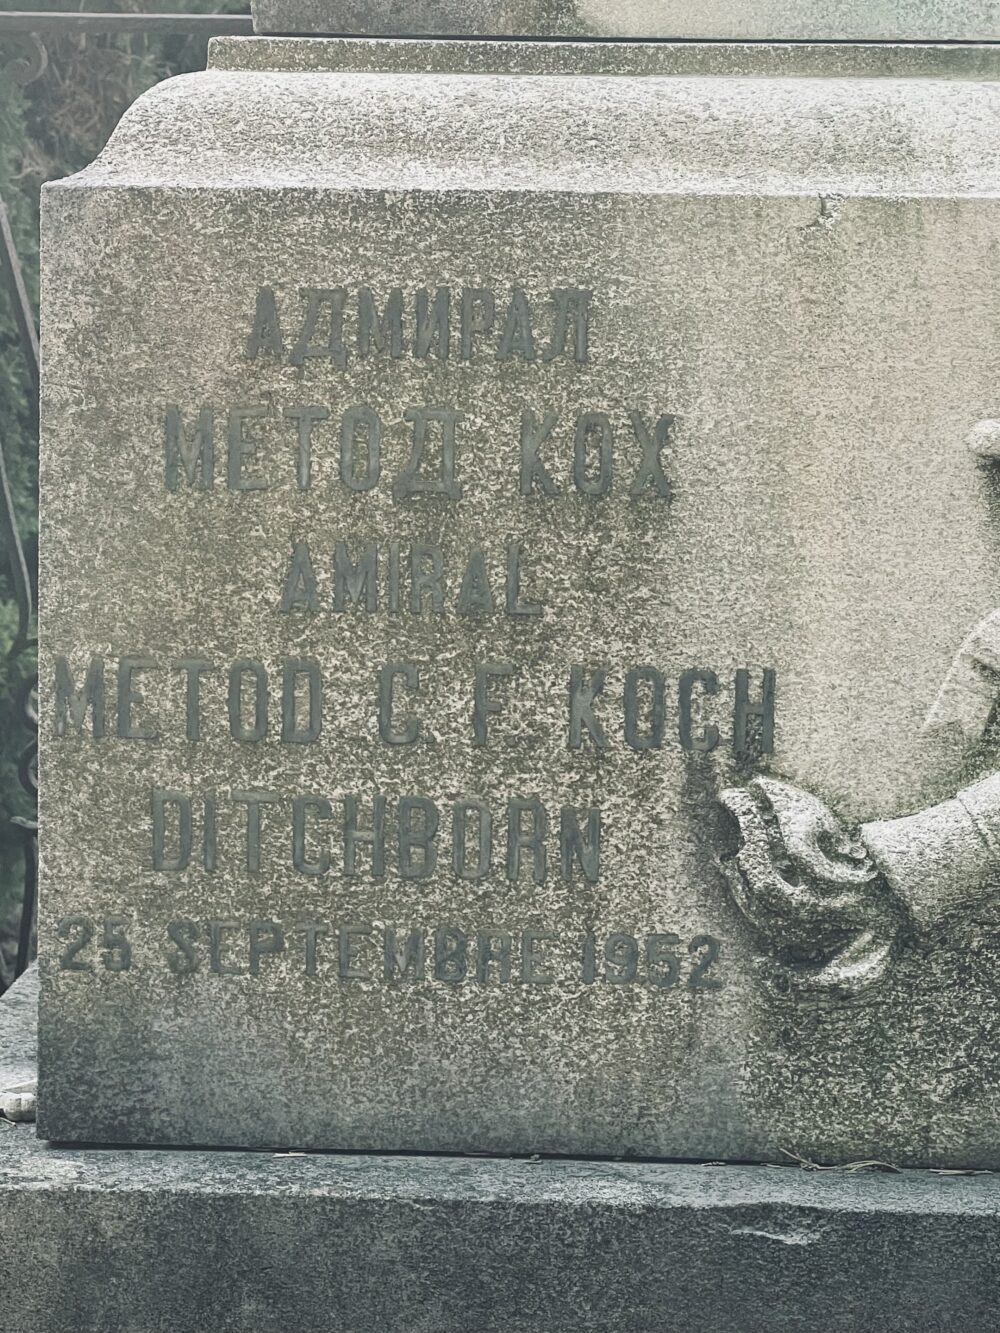 АДМИРАЛ
МЕТОД КОХ
AMIRAL
METOD C. F. KOCH
DITCHBORN
25 SEPTEMBRE 1952